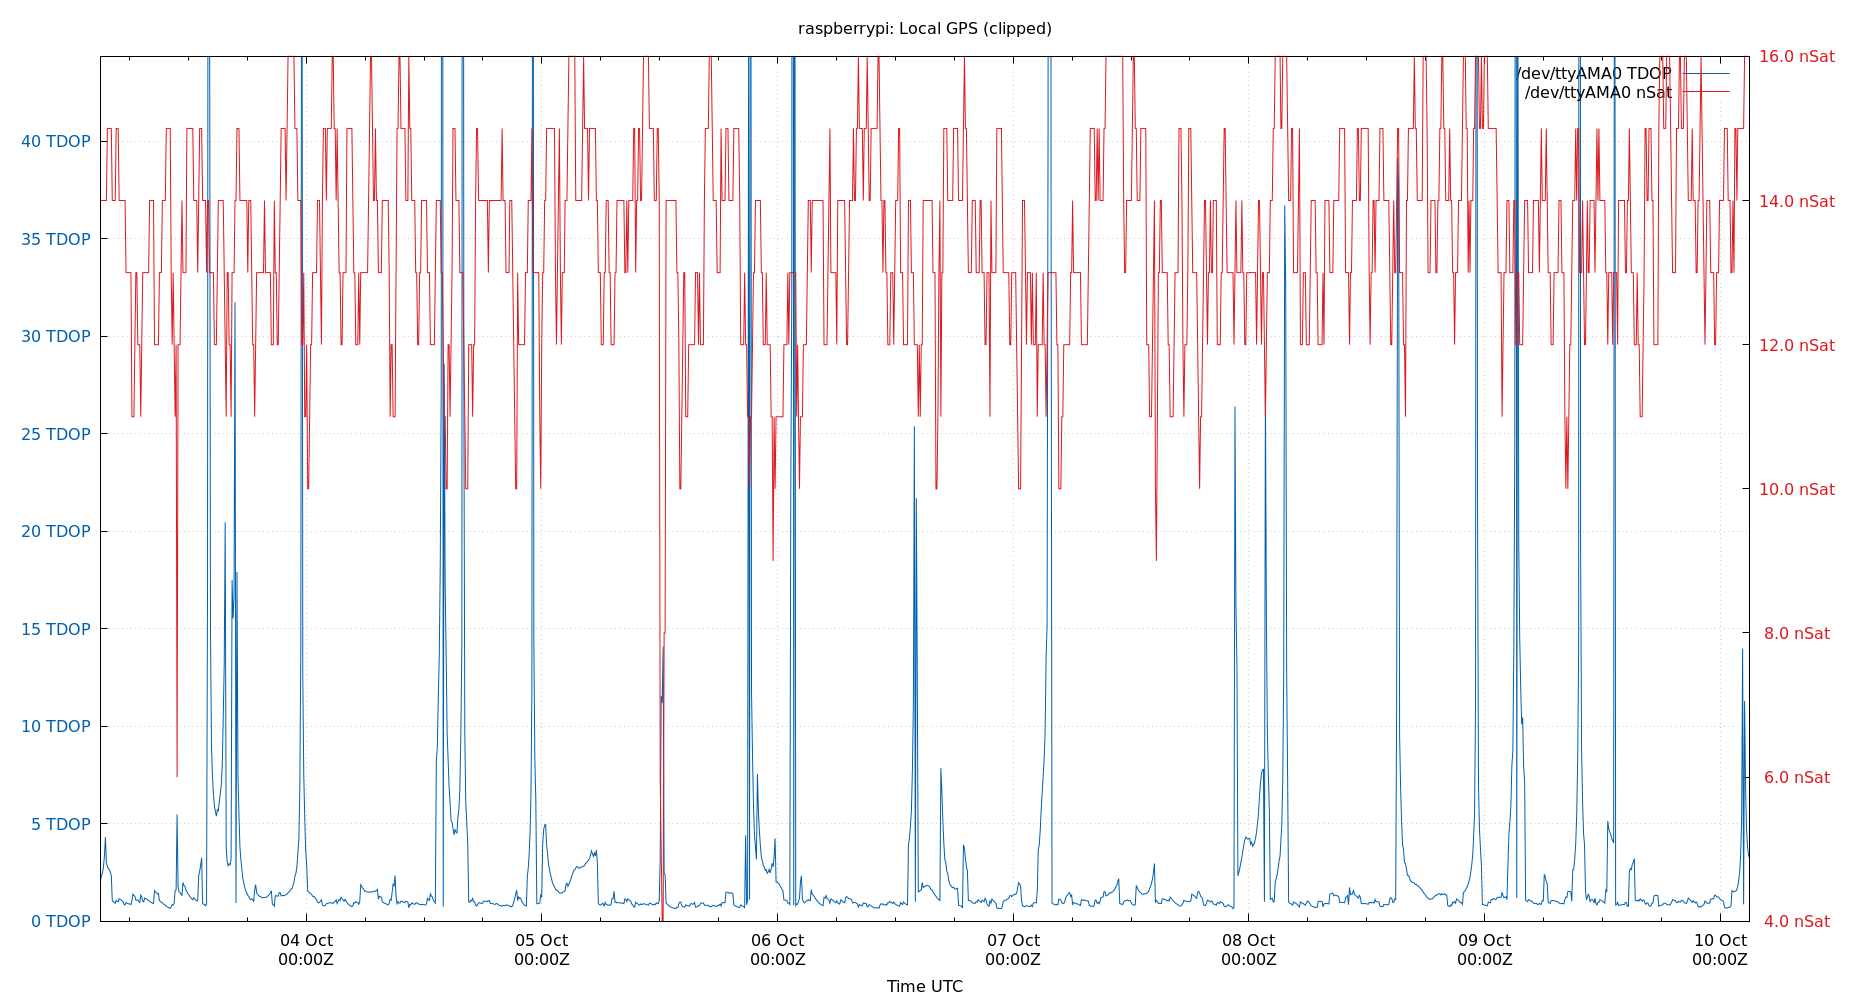 raspberrypi: Local GPS (clipped)
/dev/ttyAMA0 TDOP
/dev/ttyAMA0 nSat
40 TDOP
35 TDOP
30 TDOP
25 TDOP
20 TDOP
15 TDOP
10 TDOP
5 TDOP
0 TDOP
16.0 nSat
14.0 nSat
12.0 nSat
10.0 nSat
8.0 nSat
6.0 nSat
4.0 nSat
04 Oct 05 Oct 06 Oct 07 Oct 08 Oct 09 Oct 10 Oct
00:00Z 00:00Z 00:00Z 00:00Z 00:00Z 00:00Z 00:00Z
Time UTC